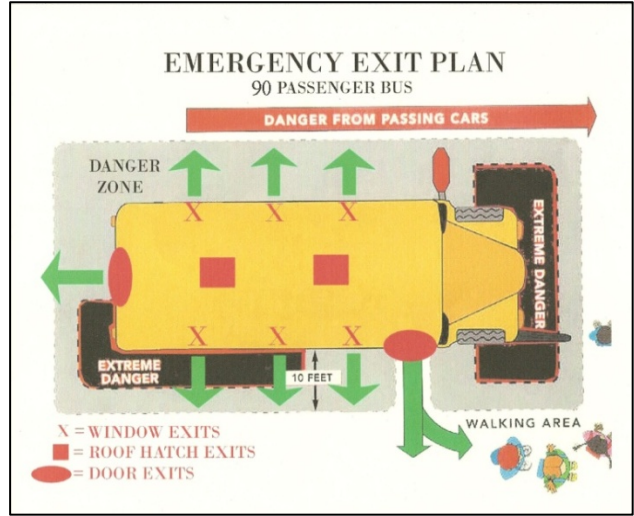 EMERGENCY EXIT PLAN
90 PASSENGER BUS
DANGER FROM PASSING CARS
DANGER
ZONE
X
X
X
EXTREME DANGER
X
X
X
EXTREME
DANGER
10 FEET
WALKING AREA
X = WINDOW EXITS
= ROOF HATCH EXITS
= DOOR EXITS